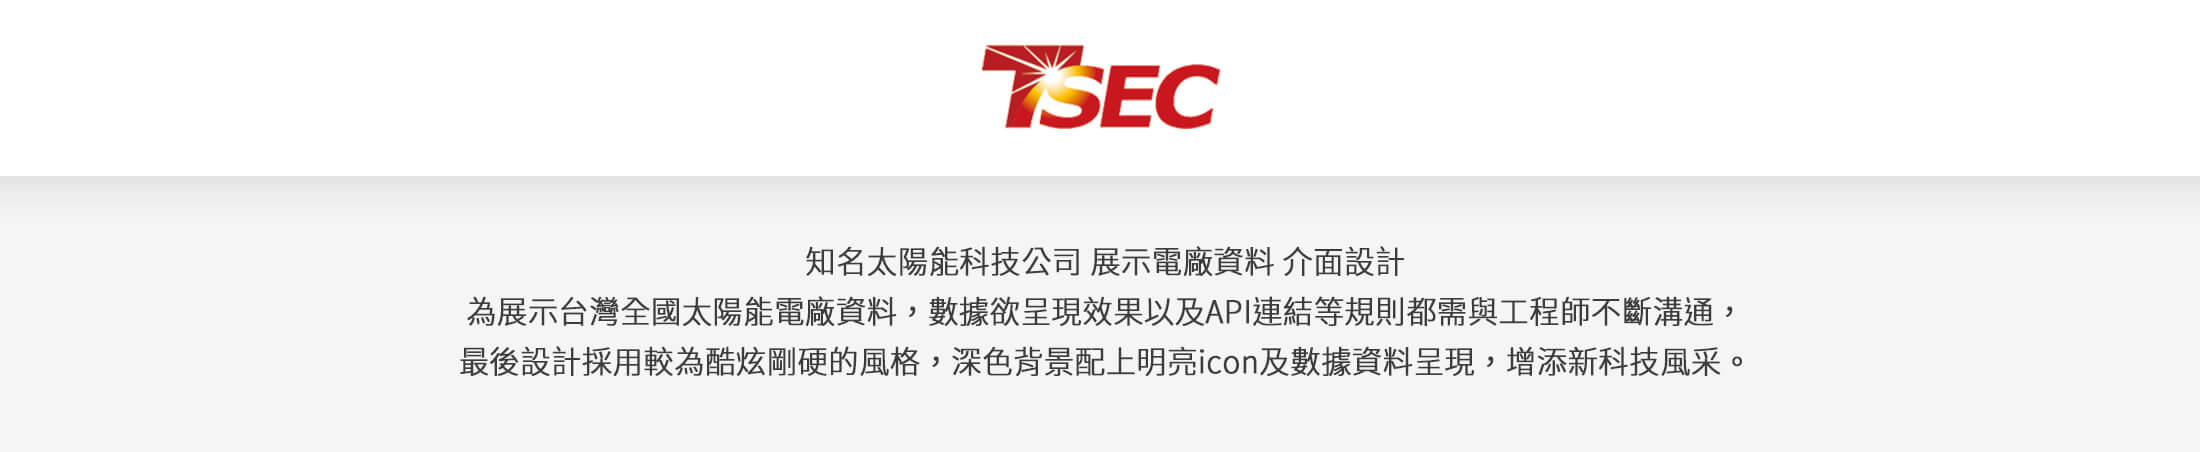 TSEC
知名太陽能科技公司 展示電廠資料 介面設計
為展示台灣全國太陽能電廠資料，數據欲呈現效果以及API連結等規則都需與工程師不斷溝通，
最後設計採用較為酷炫剛硬的風格，深色背景配上明亮icon及數據資料呈現，增添新科技風采。